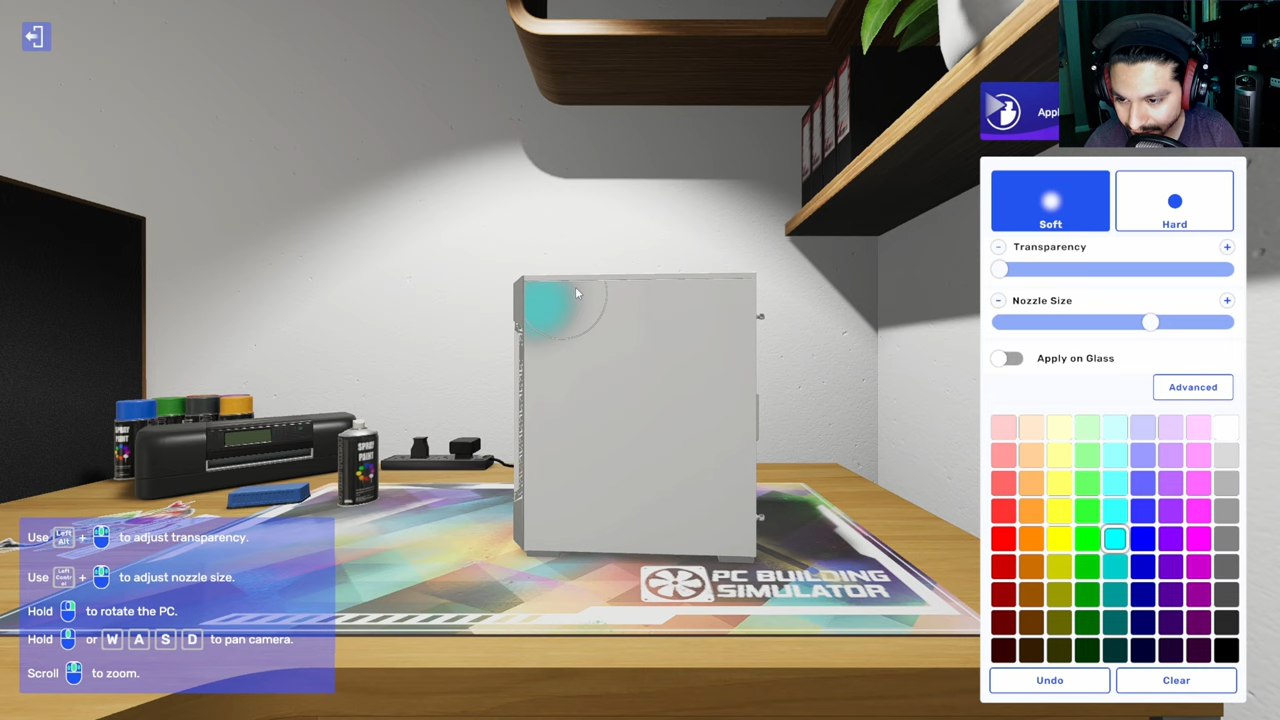 Appl
Soft
Hard
Transparency
Nozzle Size
Apply on Glass
Advanced
SPRAY
PAINT
SPRAY
PAINT
Use Left Alt + to adjust transparency.
Use Left Control + to adjust nozzle size.
Hold to rotate the PC.
Hold or W A S D to pan camera.
Scroll to zoom.
PC BUILDING
SIMULATOR
Undo
Clear